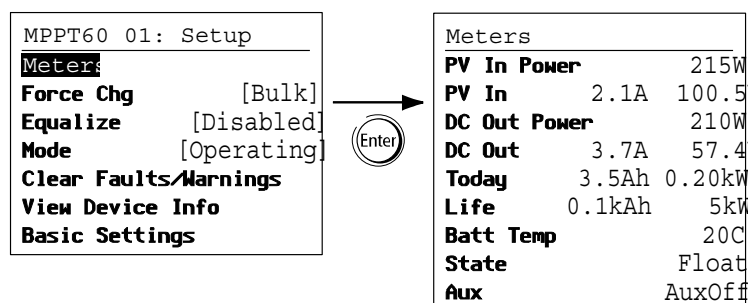 MPPT60 01: Setup
Meters
Force Chg [Bulk]
Equalize [Disabled]
Mode [Operating]
Clear Faults/Warnings
View Device Info
Basic Settings
Enter
Meters
PV In Power 215W
PV In 2.1A 100.5
DC Out Power 210W
DC Out 3.7A 57.4
Today 3.5Ah 0.20kW
Life 0.1kAh 5kW
Batt Temp 20C
State Float
Aux AuxOff